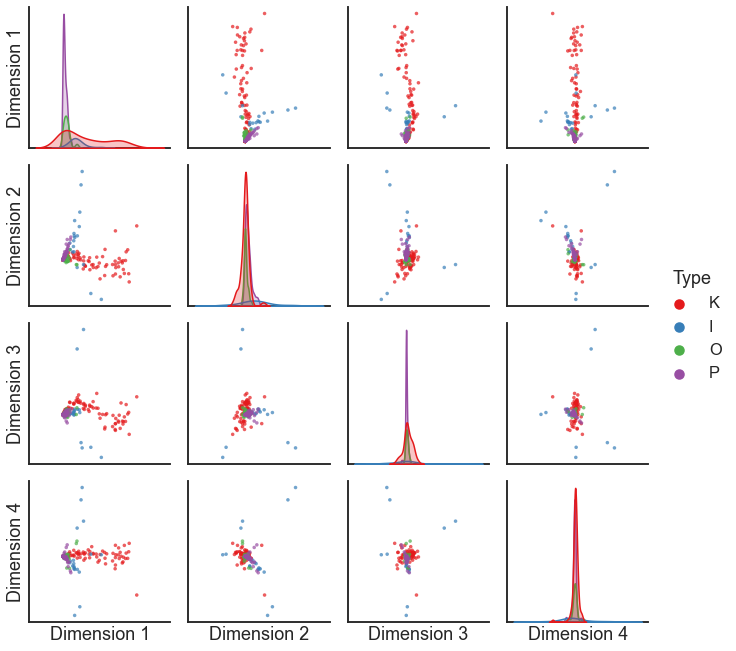 Dimension 1
Dimension 2
Dimension 3
Dimension 4
Dimension 1
Dimension 2
Dimension 3
Dimension 4
Type
K
I
O
P